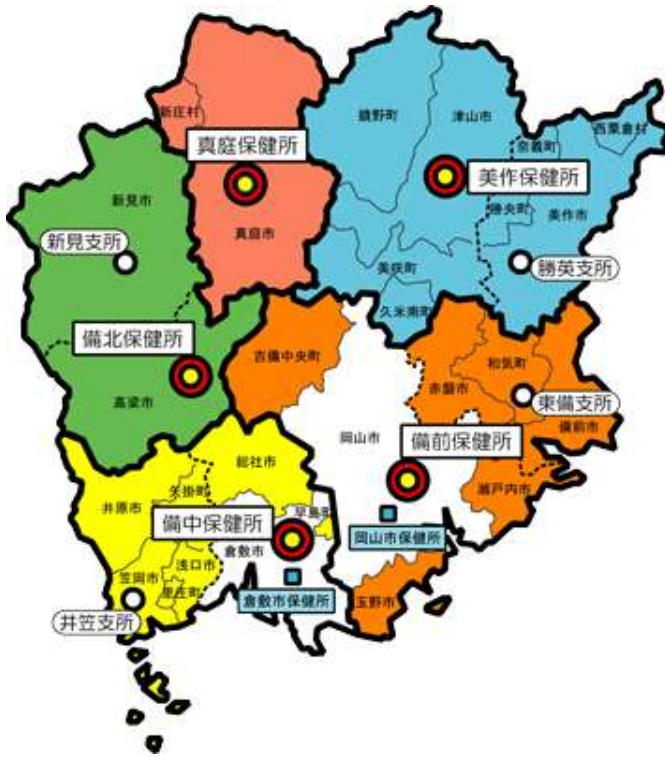 新庄村
真庭保健所
真庭市
鏡野町
津山市
奈義町
西粟倉村
美作保健所
勝央町
美作市
美咲町
久米南町
勝英支所
新見市
新見支所
備北保健所
高梁市
吉備中央町
岡山市
赤磐市
和気町
東備支所
備前市
備前保健所
瀬戸内市
岡山市保健所
玉野市
総社市
矢掛町
井原市
備中保健所
早島町
倉敷市
浅口市
笠岡市
里庄町
倉敷市保健所
井笠支所